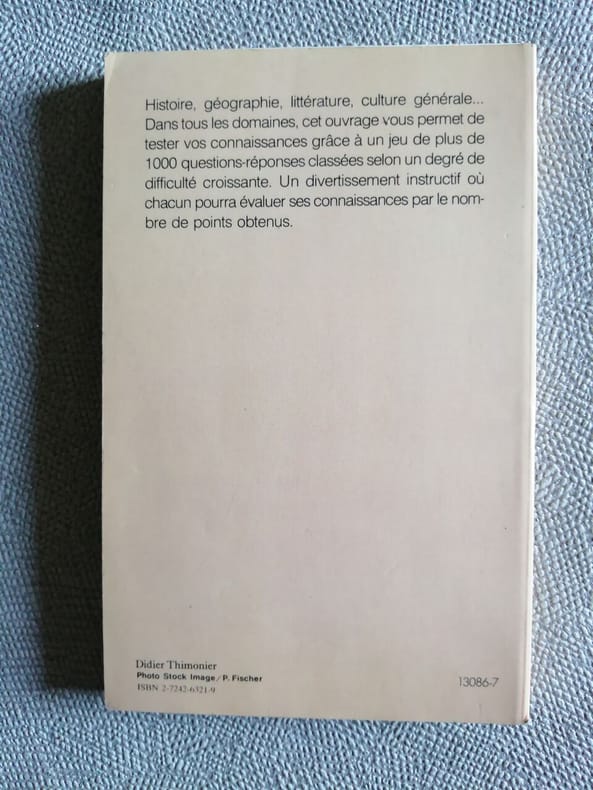 Histoire, géographie, littérature, culture générale...
Dans tous les domaines, cet ouvrage vous permet de
tester vos connaissances grâce à un jeu de plus de
1000 questions-réponses classées selon un degré de
difficulté croissante. Un divertissement instructif où
chacun pourra évaluer ses connaissances par le nom-
bre de points obtenus.
Didier Thimonier
Photo Stock Image/P. Fischer
ISBN 2-7242-6321-9
13086-7